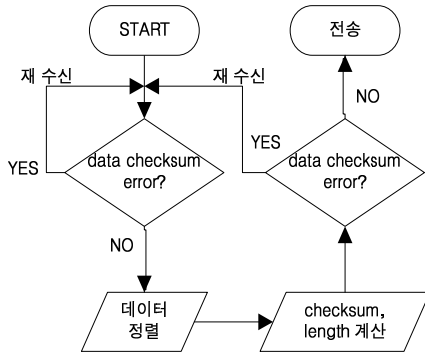 START
전송
재 수신
재 수신
NO
YES
data checksum
error?
YES
data checksum
error?
NO
데이터
정렬
checksum,
length 계산